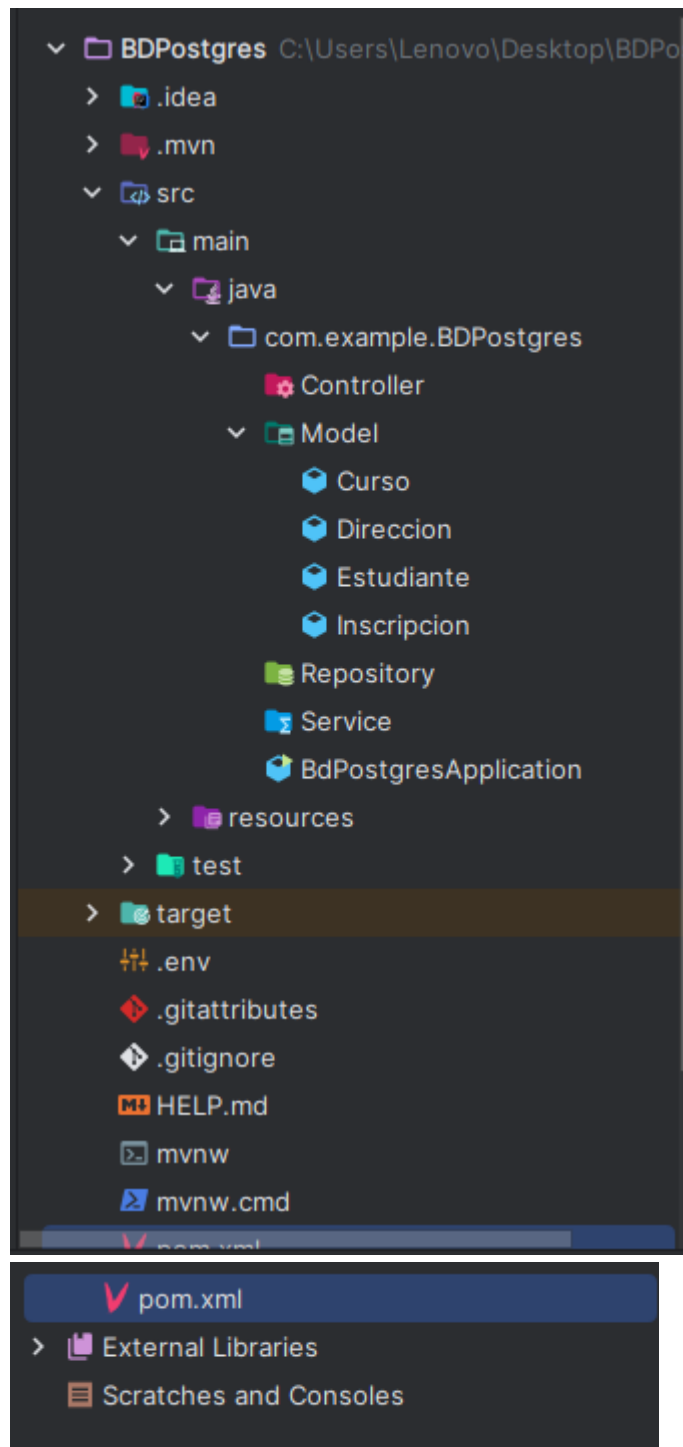 BDPostgres C:\Users\Lenovo\Desktop\BDPo
.idea
.mvn
src
main
java
com.example.BDPostgres
Controller
Model
Curso
Direccion
Estudiante
Inscripcion
Repository
Service
BdPostgresApplication
resources
test
target
.env
.gitattributes
.gitignore
HELP.md
mvnw
mvnw.cmd
pom.xml
pom.xml
External Libraries
Scratches and Consoles